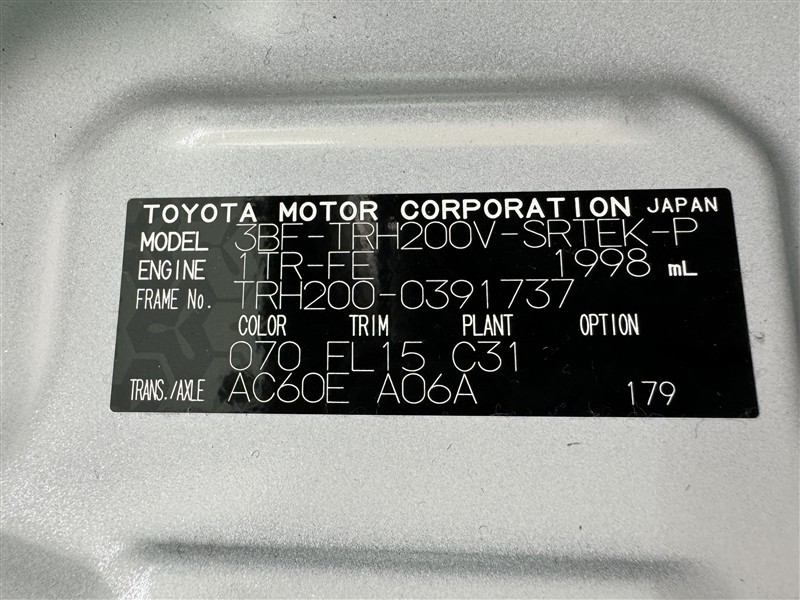 TOYOTA MOTOR CORPORATION JAPAN
MODEL 3BF-TRH200V-SRTEK-P
ENGINE 1TR-FE 1998 mL
FRAME No. TRH200-0391737
COLOR TRIM PLANT OPTION
070 FL15 C31
TRANS./AXLE AC60E A06A 179